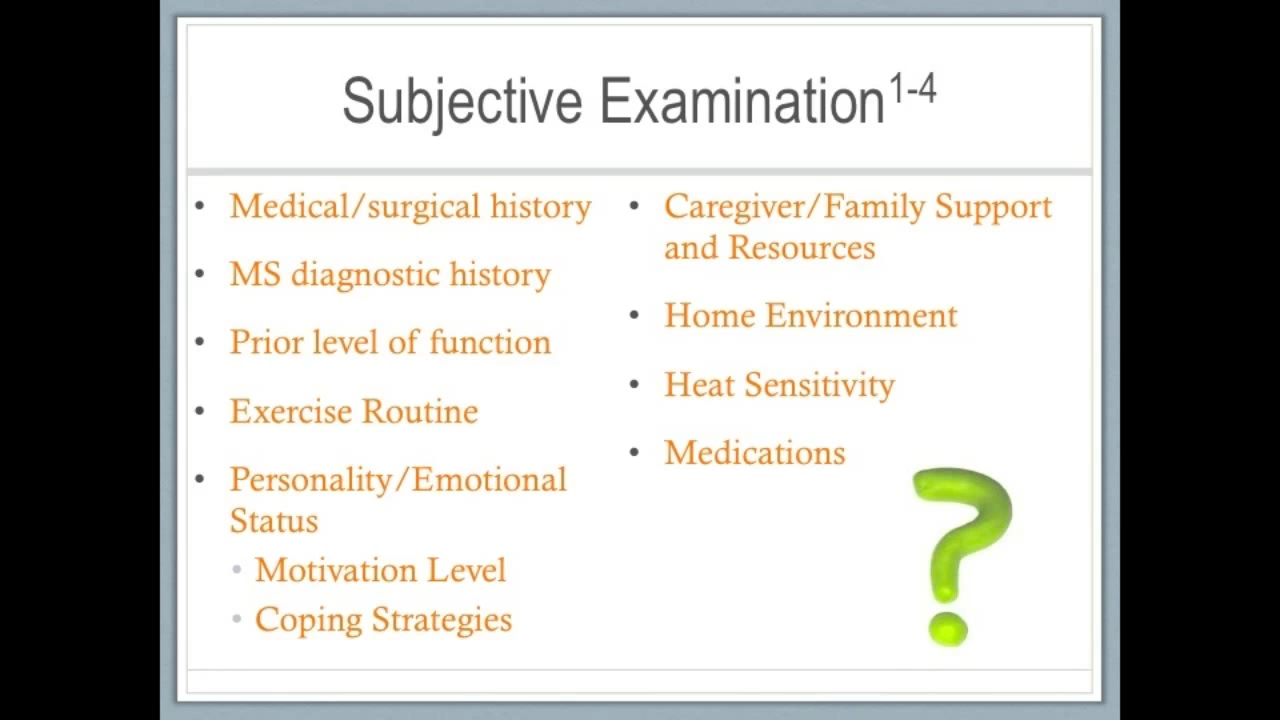 Subjective Examination1-4
• Medical/surgical history
• MS diagnostic history
• Prior level of function
• Exercise Routine
• Personality/Emotional
Status
• Motivation Level
• Coping Strategies
• Caregiver/Family Support
and Resources
• Home Environment
• Heat Sensitivity
• Medications
?